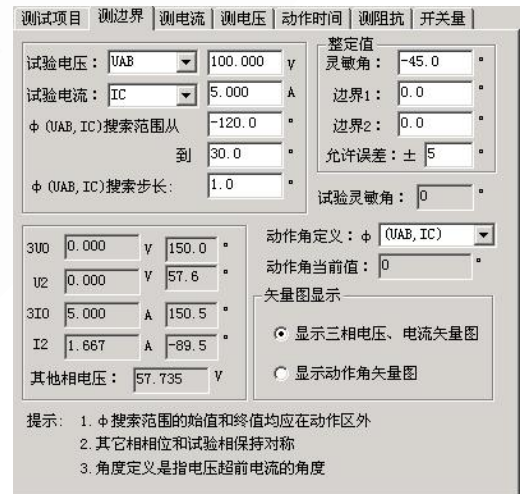 测试项目 测边界 测电流 测电压 动作时间 测阻抗 开关量
试验电压： UAB 100.000 V
试验电流： IC 5.000 A
φ (UAB, IC)搜索范围从 -120.0 °
到 30.0 °
φ (UAB, IC)搜索步长: 1.0 °
整定值
灵敏角： -45.0 °
边界1： 0.0 °
边界2： 0.0 °
允许误差：± 5 °
试验灵敏角： 0 °
3U0 0.000 V 150.0 °
U2 0.000 V 57.6 °
3I0 5.000 A 150.5 °
I2 1.667 A -89.5 °
其他相电压： 57.735 V
动作角定义：φ (UAB, IC)
动作角当前值： 0 °
矢量图显示
显示三相电压、电流矢量图
显示动作角矢量图
提示: 1. φ搜索范围的始值和终值均应在动作区外
2. 其它相相位和试验相保持对称
3. 角度定义是指电压超前电流的角度